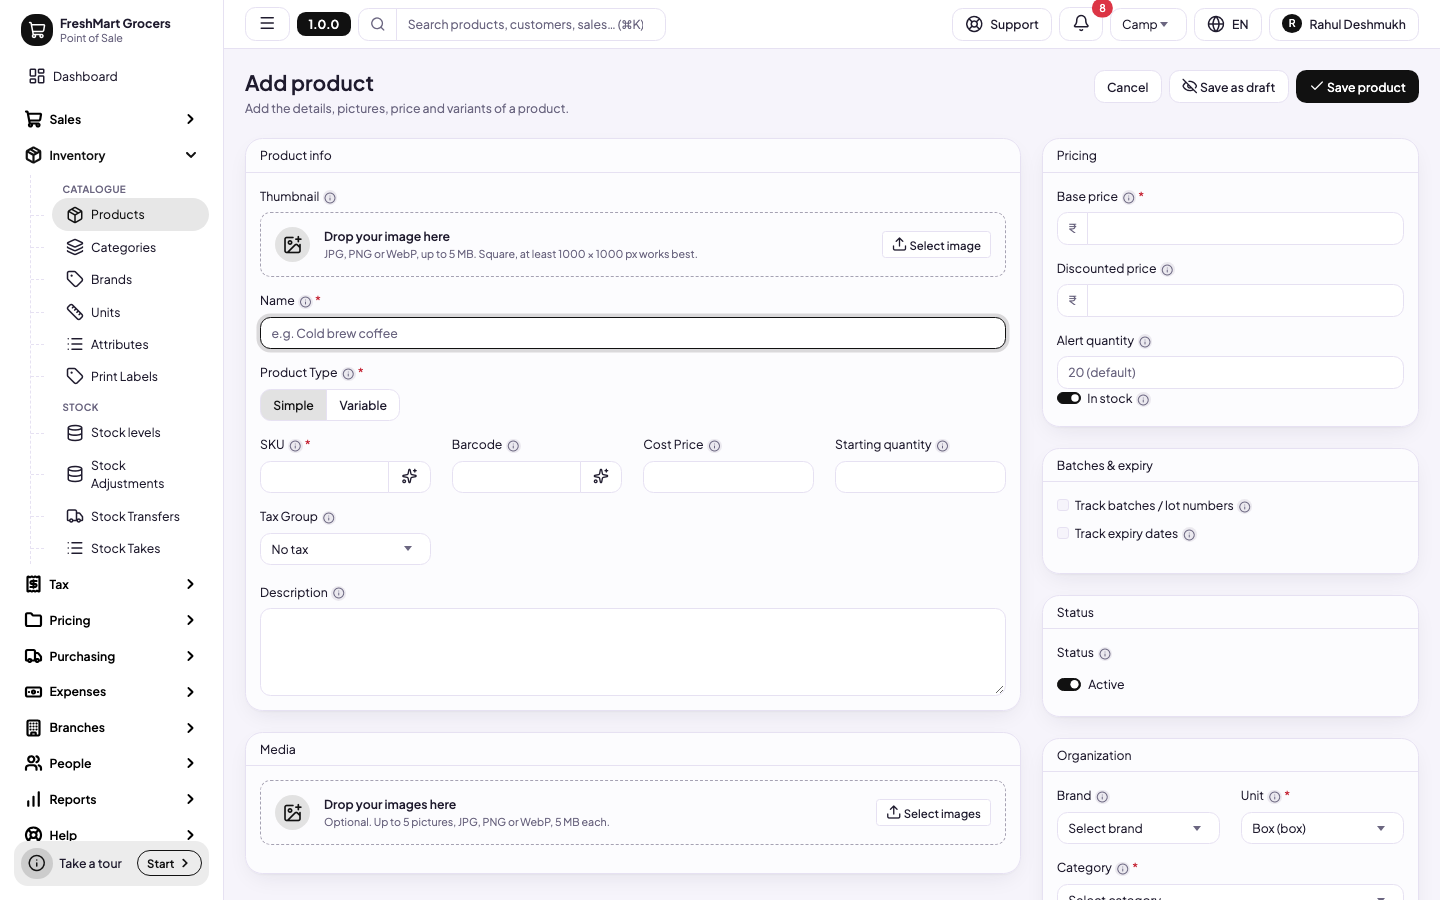 FreshMart Grocers
Point of Sale
Dashboard
Sales
Inventory
CATALOGUE
Products
Categories
Brands
Units
Attributes
Print Labels
STOCK
Stock levels
Stock
Adjustments
Stock Transfers
Stock Takes
Tax
Pricing
Purchasing
Expenses
Branches
People
Reports
Help
Take a tour
Start
1.0.0
Search products, customers, sales... (⌘K)
Support
8
Camp
EN
R
Rahul Deshmukh
Add product
Add the details, pictures, price and variants of a product.
Cancel
Save as draft
Save product
Product info
Thumbnail
Drop your image here
JPG, PNG or WebP, up to 5 MB. Square, at least 1000 × 1000 px works best.
Select image
Name *
e.g. Cold brew coffee
Product Type *
Simple
Variable
SKU *
Barcode
Cost Price
Starting quantity
Tax Group
No tax
Description
Media
Drop your images here
Optional. Up to 5 pictures, JPG, PNG or WebP, 5 MB each.
Select images
Pricing
Base price *
₹
Discounted price
₹
Alert quantity
20 (default)
In stock
Batches & expiry
Track batches / lot numbers
Track expiry dates
Status
Status
Active
Organization
Brand
Unit *
Select brand
Box (box)
Category *
Select category